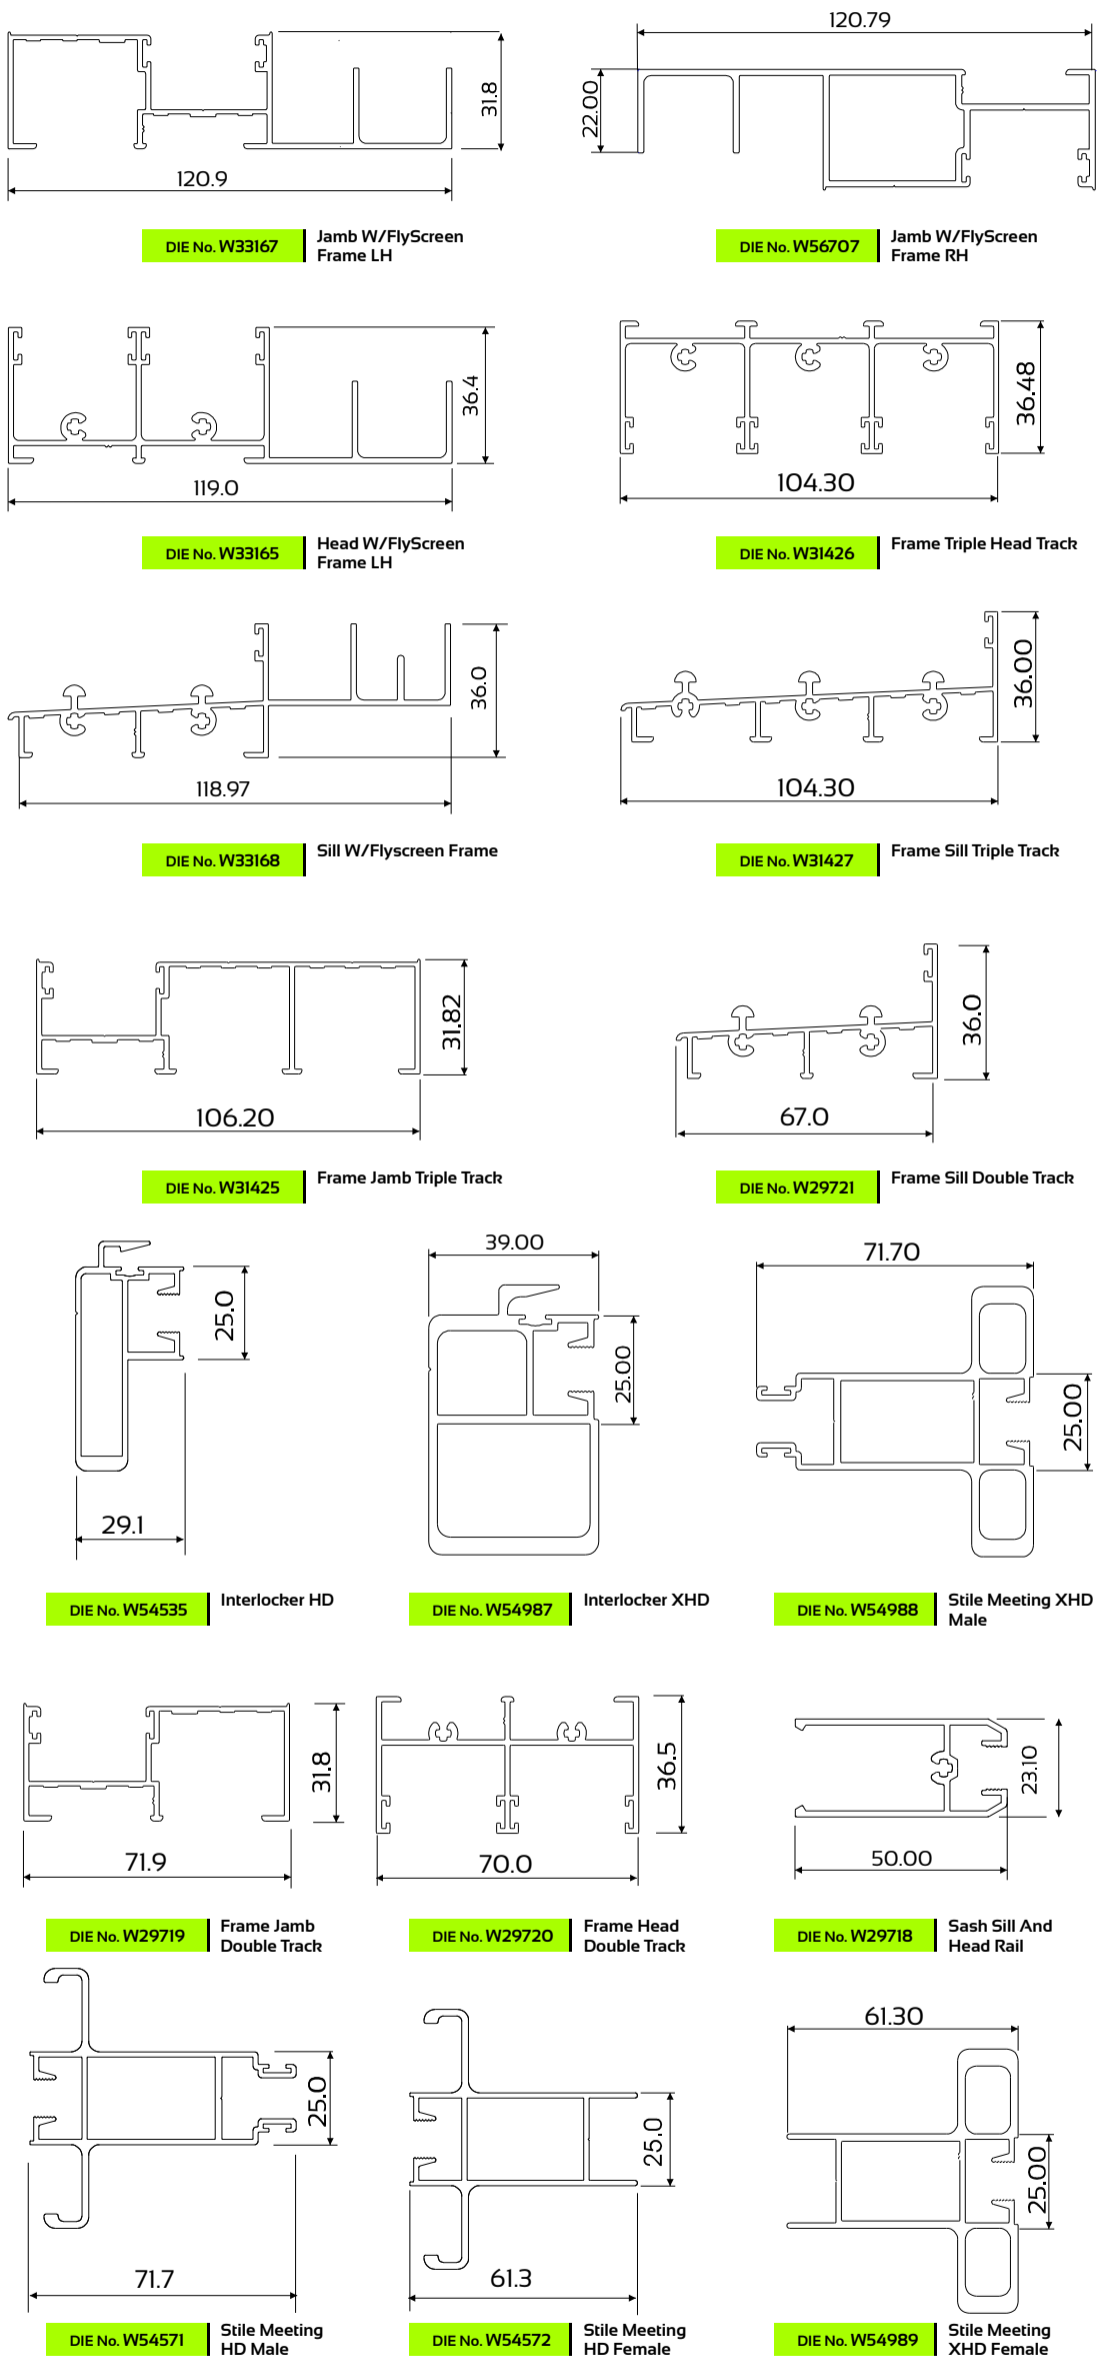 120.79
31.8
22.00
120.9
DIE No. W33167
Jamb W/FlyScreen
Frame LH
DIE No. W56707
Jamb W/FlyScreen
Frame RH
36.4
36.48
119.0
104.30
DIE No. W33165
Head W/FlyScreen
Frame LH
DIE No. W31426
Frame Triple Head Track
36.0
36.00
118.97
104.30
DIE No. W33168
Sill W/Flyscreen Frame
DIE No. W31427
Frame Sill Triple Track
31.82
36.0
106.20
67.0
DIE No. W31425
Frame Jamb Triple Track
DIE No. W29721
Frame Sill Double Track
39.00
71.70
25.0
25.00
25.00
29.1
DIE No. W54535
Interlocker HD
DIE No. W54987
Interlocker XHD
DIE No. W54988
Stile Meeting XHD
Male
31.8
36.5
23.10
71.9
70.0
50.00
DIE No. W29719
Frame Jamb
Double Track
DIE No. W29720
Frame Head
Double Track
DIE No. W29718
Sash Sill And
Head Rail
61.30
25.0
25.0
25.00
71.7
61.3
DIE No. W54571
Stile Meeting
HD Male
DIE No. W54572
Stile Meeting
HD Female
DIE No. W54989
Stile Meeting
XHD Female